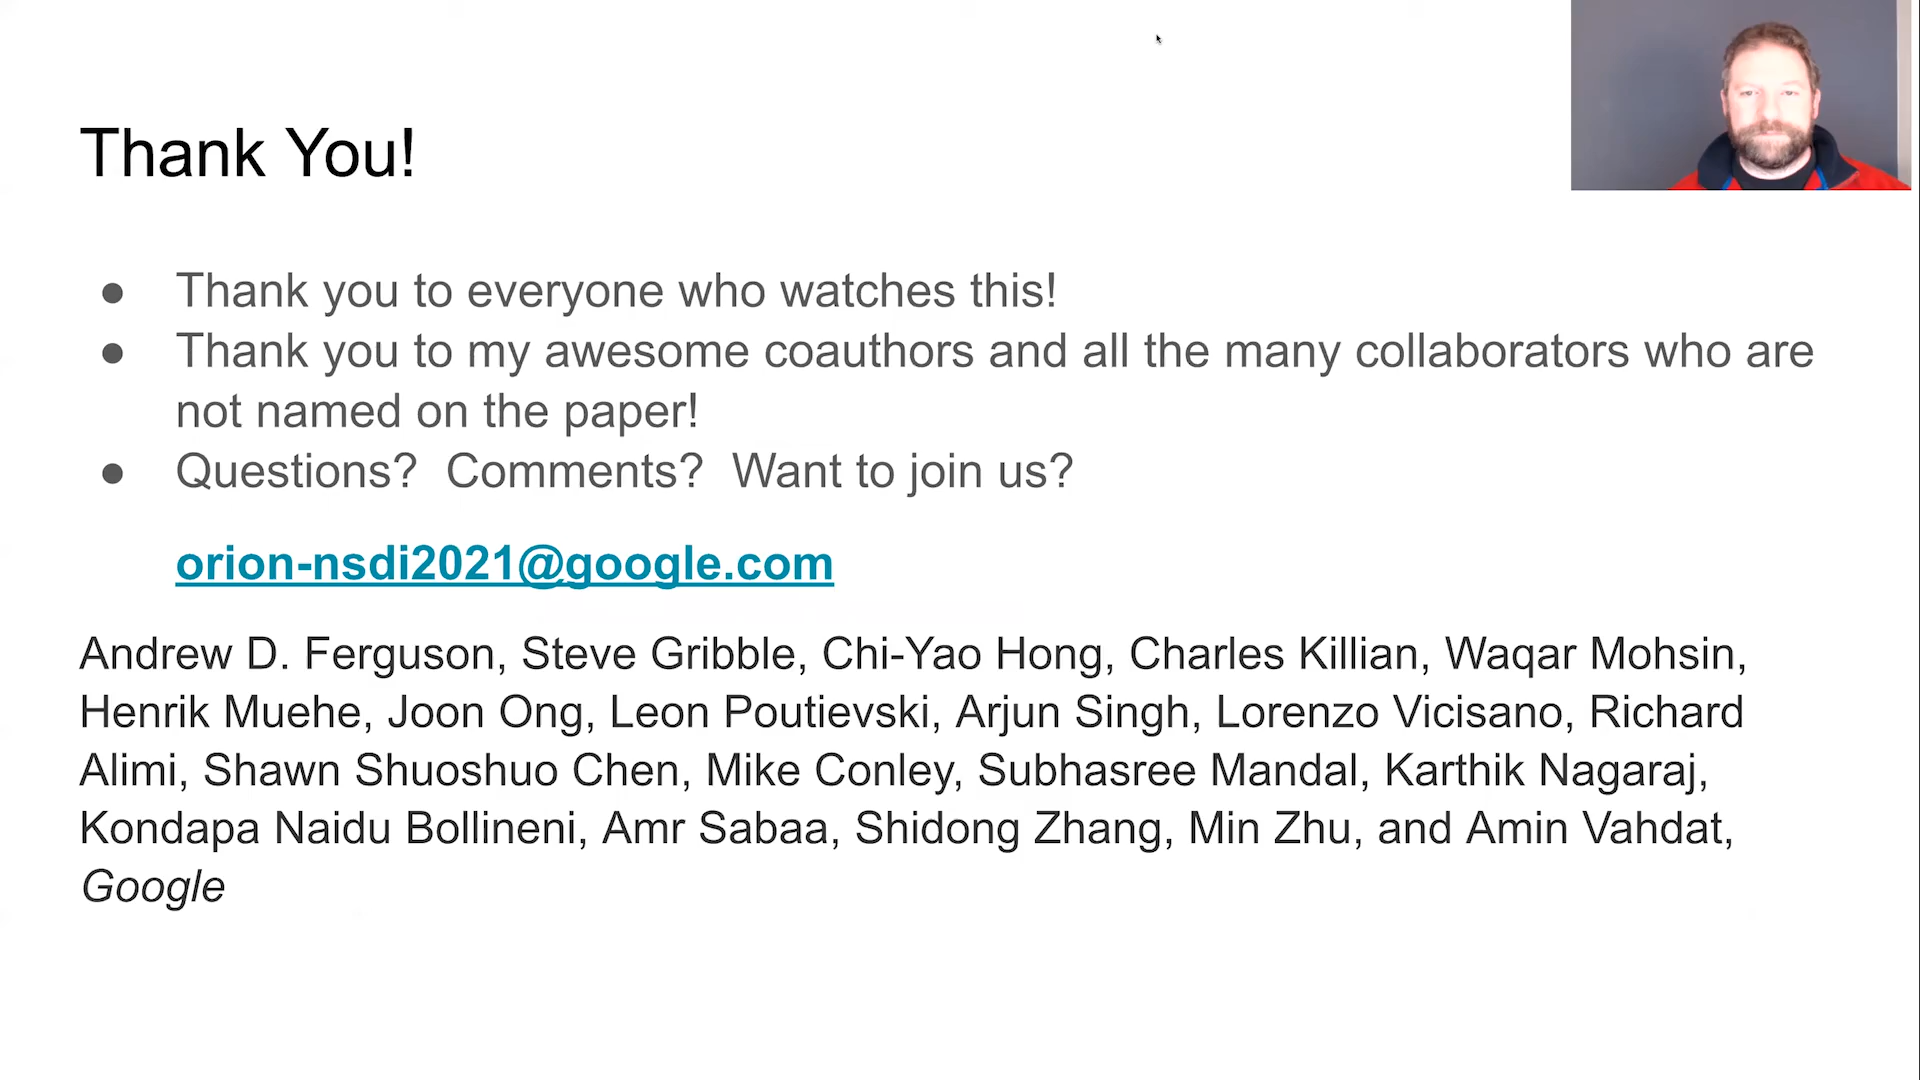 Thank You!
● Thank you to everyone who watches this!
● Thank you to my awesome coauthors and all the many collaborators who are
not named on the paper!
● Questions?  Comments?  Want to join us?
orion-nsdi2021@google.com
Andrew D. Ferguson, Steve Gribble, Chi-Yao Hong, Charles Killian, Waqar Mohsin,
Henrik Muehe, Joon Ong, Leon Poutievski, Arjun Singh, Lorenzo Vicisano, Richard
Alimi, Shawn Shuoshuo Chen, Mike Conley, Subhasree Mandal, Karthik Nagaraj,
Kondapa Naidu Bollineni, Amr Sabaa, Shidong Zhang, Min Zhu, and Amin Vahdat,
Google